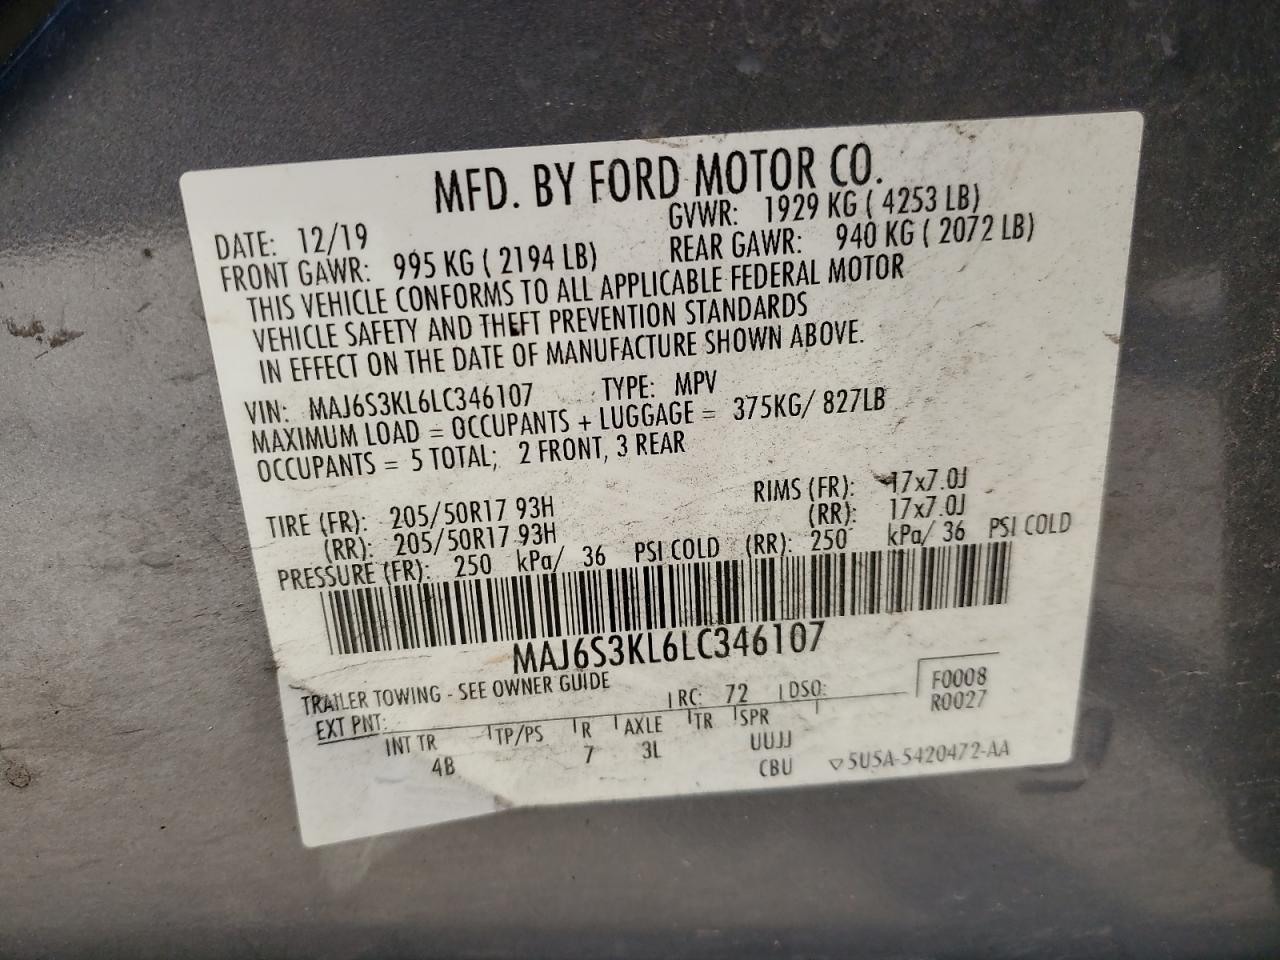 MFD. BY FORD MOTOR CO.
DATE: 12/19 GVWR: 1929 KG ( 4253 LB)
FRONT GAWR: 995 KG ( 2194 LB) REAR GAWR: 940 KG ( 2072 LB)
THIS VEHICLE CONFORMS TO ALL APPLICABLE FEDERAL MOTOR
VEHICLE SAFETY AND THEFT PREVENTION STANDARDS
IN EFFECT ON THE DATE OF MANUFACTURE SHOWN ABOVE.
VIN: MAJ6S3KL6LC346107 TYPE: MPV
MAXIMUM LOAD = OCCUPANTS + LUGGAGE = 375KG/ 827LB
OCCUPANTS = 5 TOTAL; 2 FRONT, 3 REAR
TIRE (FR): 205/50R17 93H RIMS (FR): 17x7.0J
(RR): 205/50R17 93H (RR): 17x7.0J
PRESSURE (FR): 250 kPa/ 36 PSI COLD (RR): 250 kPa/ 36 PSI COLD
MAJ6S3KL6LC346107
TRAILER TOWING - SEE OWNER GUIDE
EXT PNT: RC: 72 DSO: F0008
R0027
INT TR TP/PS R AXLE TR SPR
4B 7 3L UUJJ
CBU ▽5U5A-5420472-AA